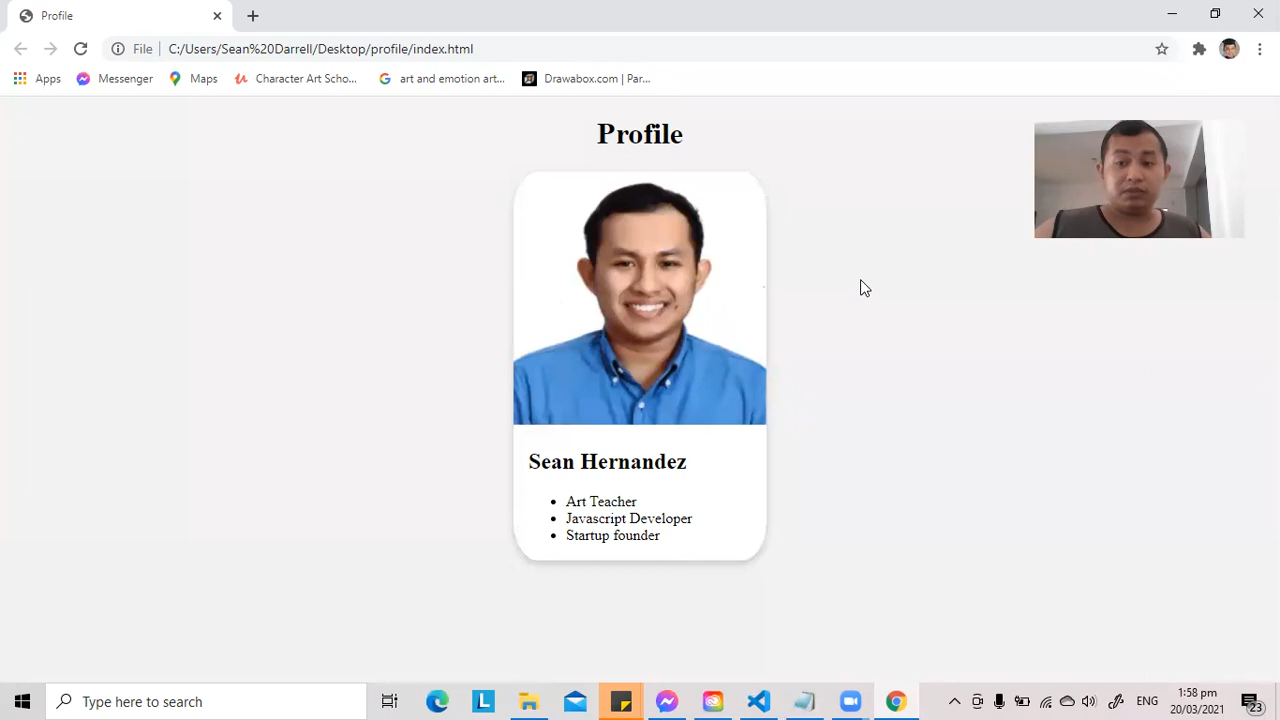 Profile
File
C:/Users/Sean%20Darrell/Desktop/profile/index.html
Apps
Messenger
Maps
Character Art Scho...
art and emotion art...
Drawabox.com | Par...
Profile
Sean Hernandez
• Art Teacher
• Javascript Developer
• Startup founder
Type here to search
L
ENG
1:58 pm
20/03/2021
23